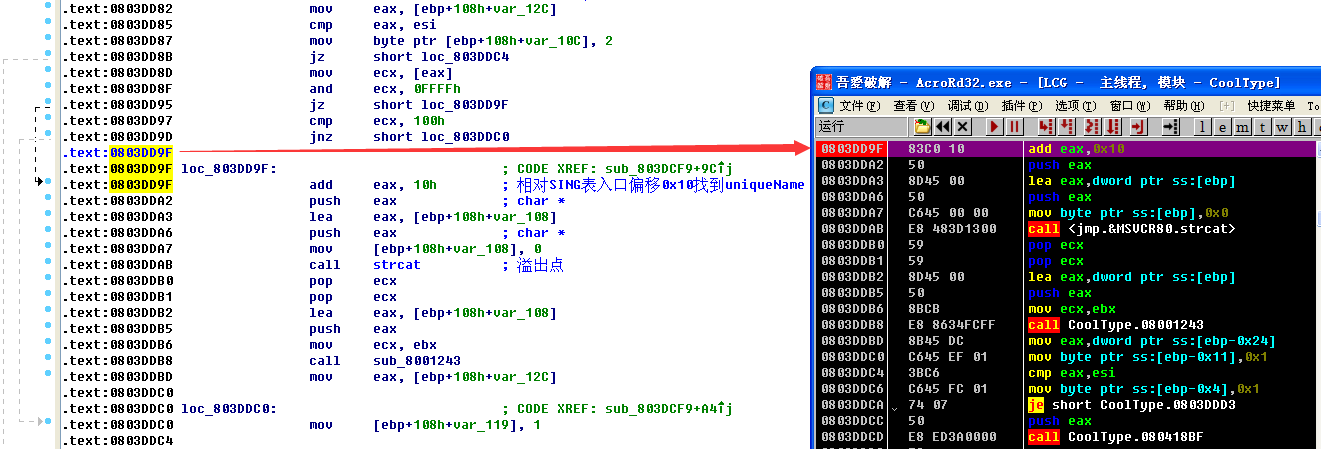 .text:0803DD82 mov eax, [ebp+108h+var_12C]
.text:0803DD85 cmp eax, esi
.text:0803DD87 mov byte ptr [ebp+108h+var_10C], 2
.text:0803DD8B jz short loc_803DDC4
.text:0803DD8D mov ecx, [eax]
.text:0803DD8F and ecx, 0FFFFh
.text:0803DD95 jz short loc_803DD9F
.text:0803DD97 cmp ecx, 100h
.text:0803DD9D jnz short loc_803DDC0
.text:0803DD9F
.text:0803DD9F loc_803DD9F: ; CODE XREF: sub_803DCF9+9C↑j
.text:0803DD9F add eax, 10h ; 相对SING表入口偏移0x10找到uniqueName
.text:0803DDA2 push eax ; char *
.text:0803DDA3 lea eax, [ebp+108h+var_108]
.text:0803DDA6 push eax ; char *
.text:0803DDA7 mov [ebp+108h+var_108], 0
.text:0803DDAB call strcat ; 溢出点
.text:0803DDB0 pop ecx
.text:0803DDB1 pop ecx
.text:0803DDB2 lea eax, [ebp+108h+var_108]
.text:0803DDB5 push eax
.text:0803DDB6 mov ecx, ebx
.text:0803DDB8 call sub_8001243
.text:0803DDBD mov eax, [ebp+108h+var_12C]
.text:0803DDC0
.text:0803DDC0 loc_803DDC0: ; CODE XREF: sub_803DCF9+A4↑j
.text:0803DDC0 mov [ebp+108h+var_119], 1
.text:0803DDC4
吾愛破解 - AcroRd32.exe - [LCG - 主线程, 模块 - CoolType]
C 文件(F) 查看(V) 调试(D) 插件(P) 选项(T) 窗口(W) 帮助(H) [+] 快捷菜单 To
运行 l e m t w h
0803DD9F 83C0 10 add eax,0x10
0803DDA2 50 push eax
0803DDA3 8D45 00 lea eax,dword ptr ss:[ebp]
0803DDA6 50 push eax
0803DDA7 C645 00 00 mov byte ptr ss:[ebp],0x0
0803DDAB E8 483D1300 call <jmp.&MSVCR80.strcat>
0803DDB0 59 pop ecx
0803DDB1 59 pop ecx
0803DDB2 8D45 00 lea eax,dword ptr ss:[ebp]
0803DDB5 50 push eax
0803DDB6 8BCB mov ecx,ebx
0803DDB8 E8 8634FCFF call CoolType.08001243
0803DDBD 8B45 DC mov eax,dword ptr ss:[ebp-0x24]
0803DDC0 C645 EF 01 mov byte ptr ss:[ebp-0x11],0x1
0803DDC4 3BC6 cmp eax,esi
0803DDC6 C645 FC 01 mov byte ptr ss:[ebp-0x4],0x1
0803DDCA 74 07 je short CoolType.0803DDD3
0803DDCC 50 push eax
0803DDCD E8 ED3A0000 call CoolType.080418BF